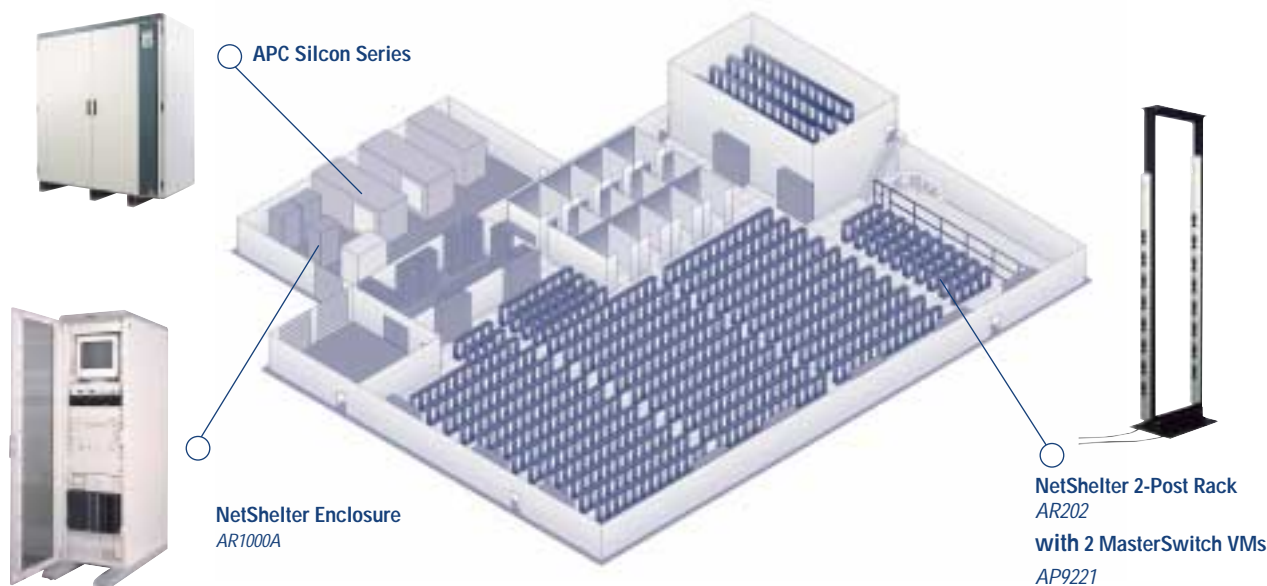 APC Silcon Series
NetShelter Enclosure
AR1000A
NetShelter 2-Post Rack
AR202
with 2 MasterSwitch VMs
AP9221